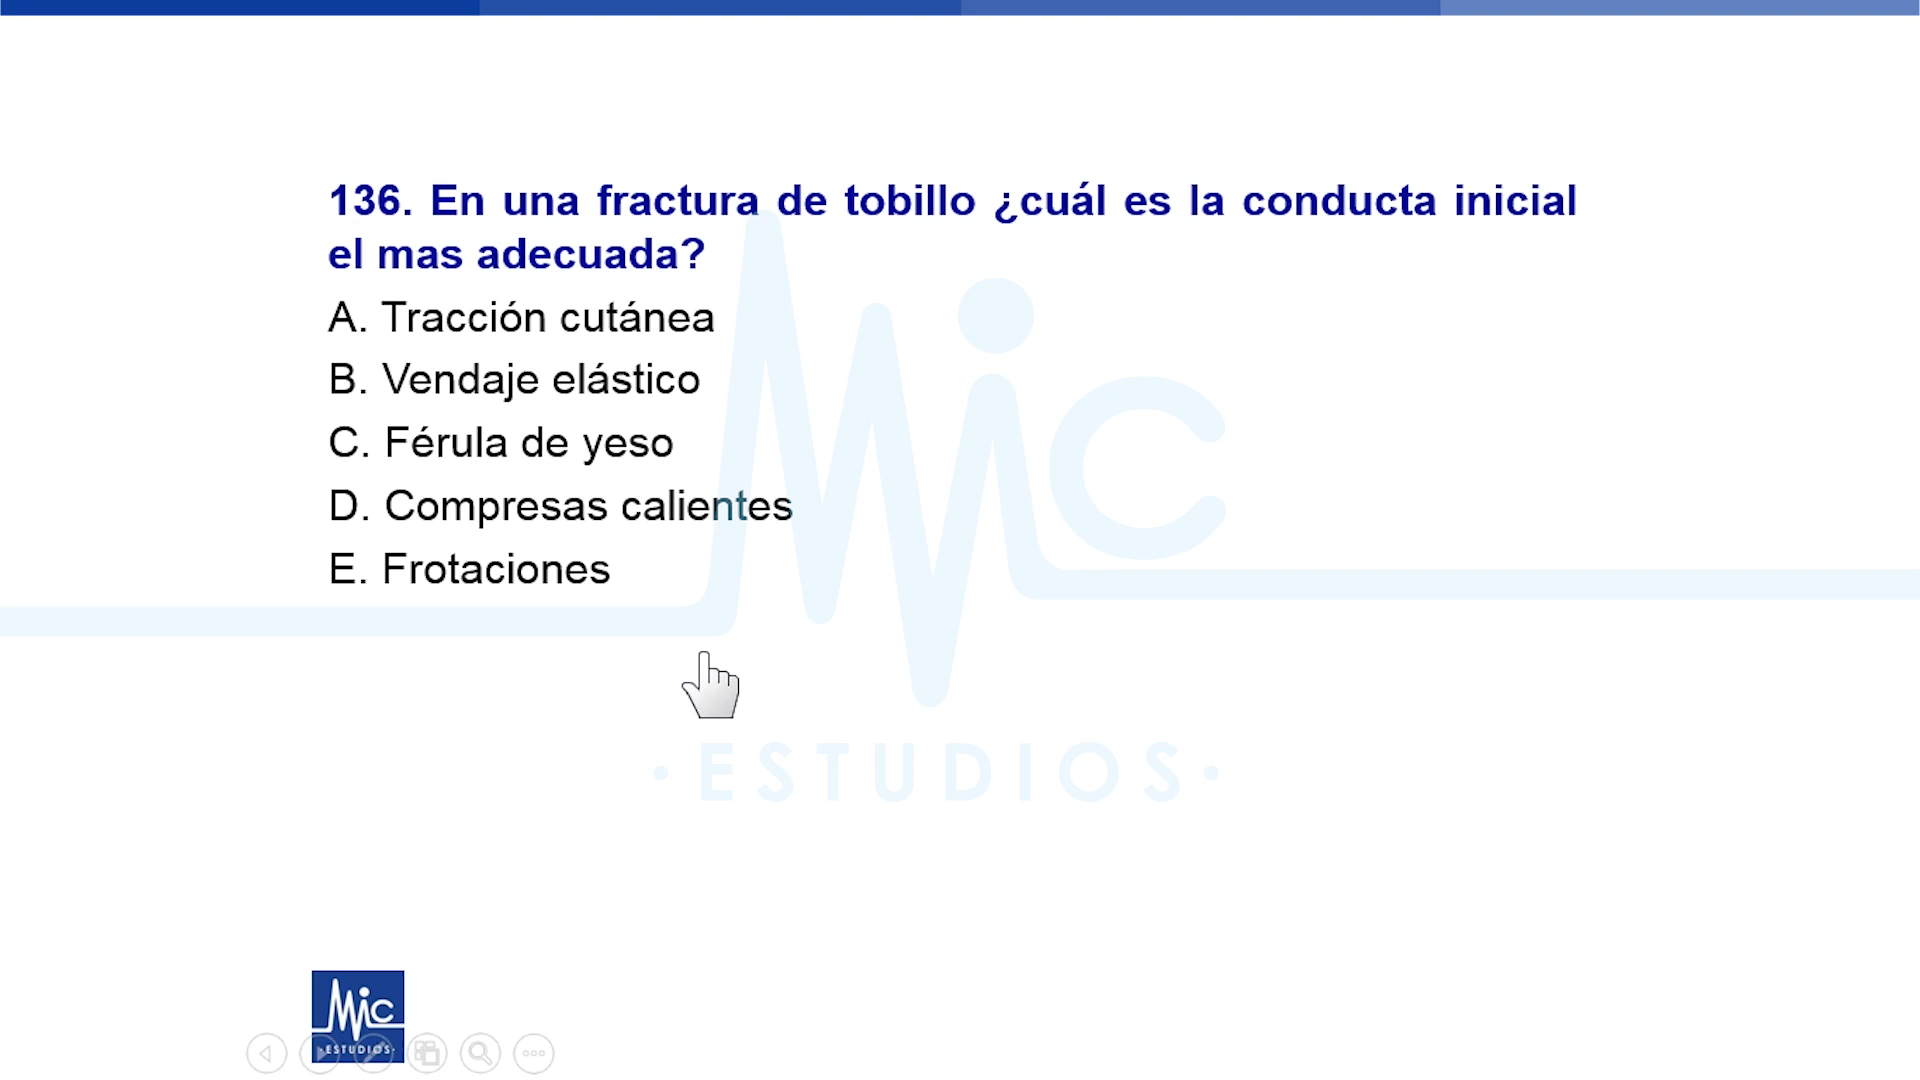 136. En una fractura de tobillo ¿cuál es la conducta inicial
el mas adecuada?
A. Tracción cutánea
B. Vendaje elástico
C. Férula de yeso
D. Compresas calientes
E. Frotaciones
Mic
·ESTUDIOS·
Mic
·ESTUDIOS·